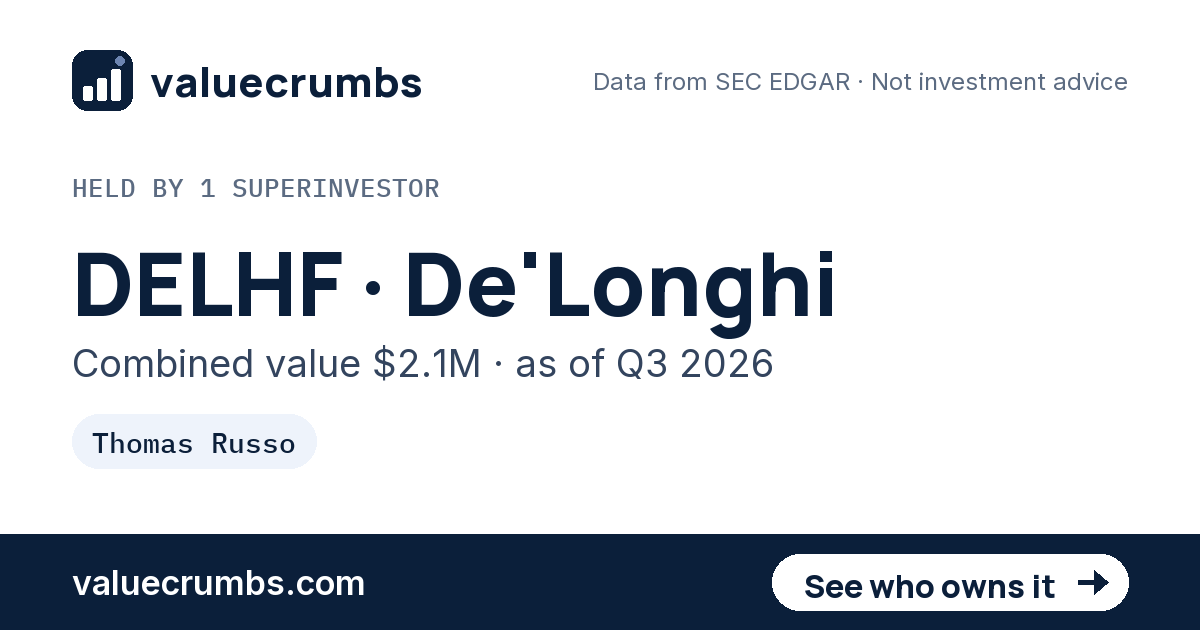 valuecrumbs
Data from SEC EDGAR · Not investment advice
HELD BY 1 SUPERINVESTOR
DELHF · De'Longhi
Combined value $2.1M · as of Q3 2026
Thomas Russo
valuecrumbs.com
See who owns it →